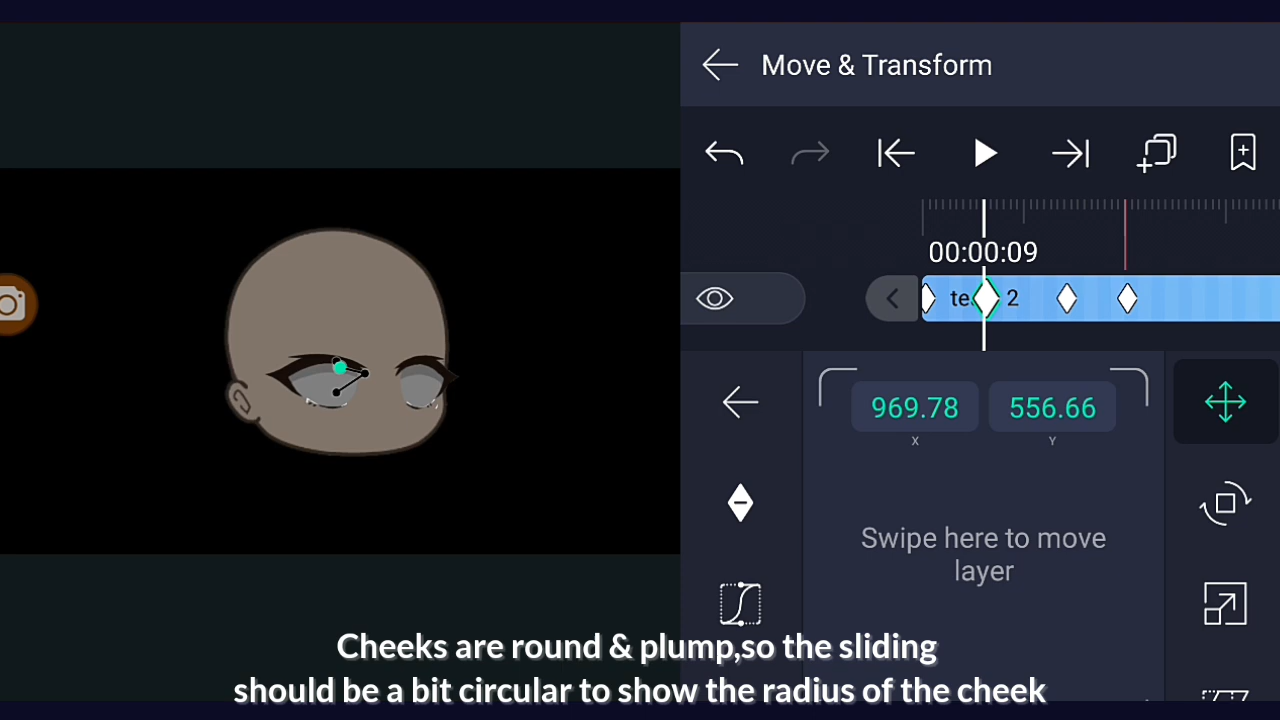 Move & Transform
00:00:09
te
2
969.78
556.66
X
Y
Swipe here to move
layer
Cheeks are round & plump,so the sliding
should be a bit circular to show the radius of the cheek